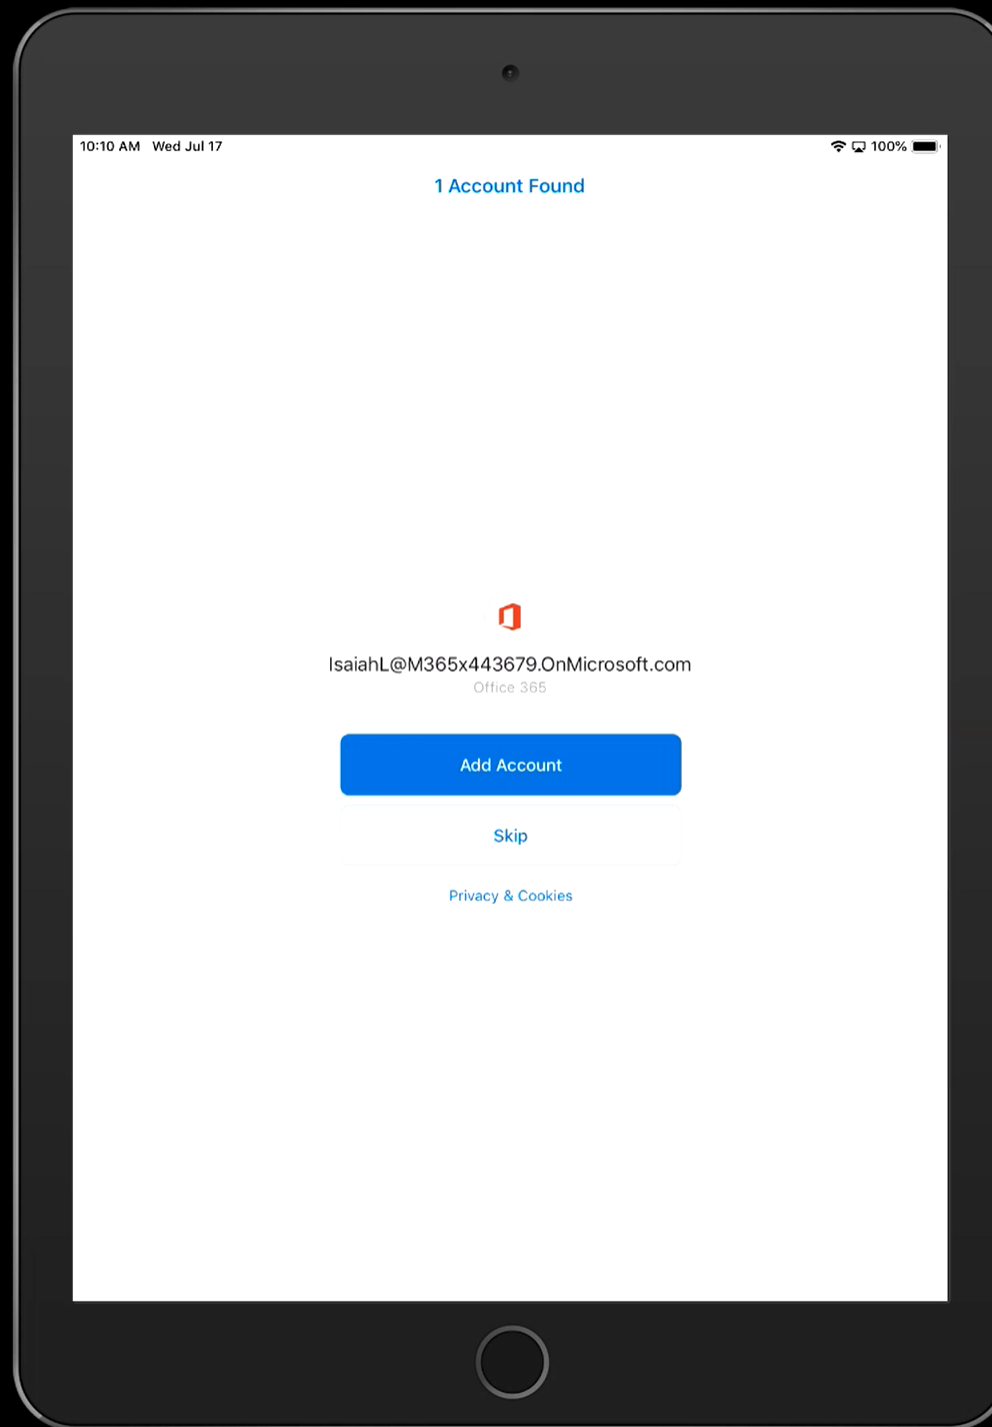 10:10 AM Wed Jul 17 100%
1 Account Found
IsaiahL@M365x443679.OnMicrosoft.com
Office 365
Add Account
Skip
Privacy & Cookies